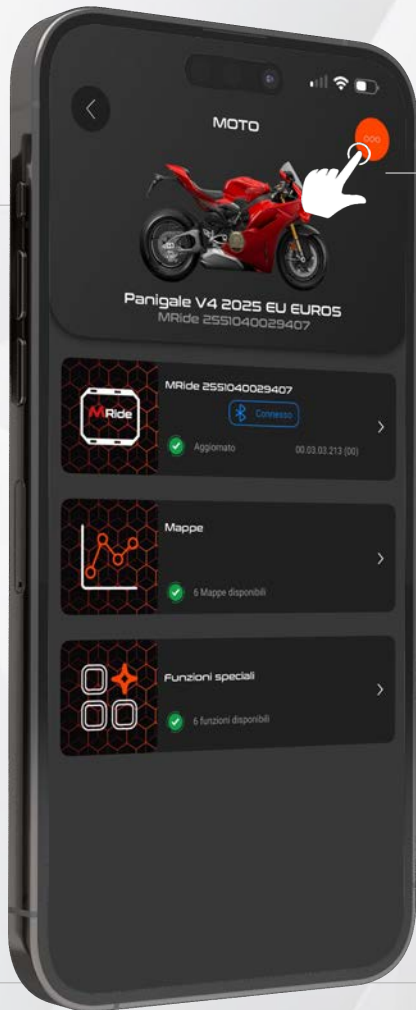 MOTO
Panigale V4 2025 EU EURO5
MRide 2551040029407
MRide
MRide 2551040029407
Connesso
Aggiornato 00.03.03.213 (00)
Mappe
6 Mappe disponibili
Funzioni speciali
6 funzioni disponibili